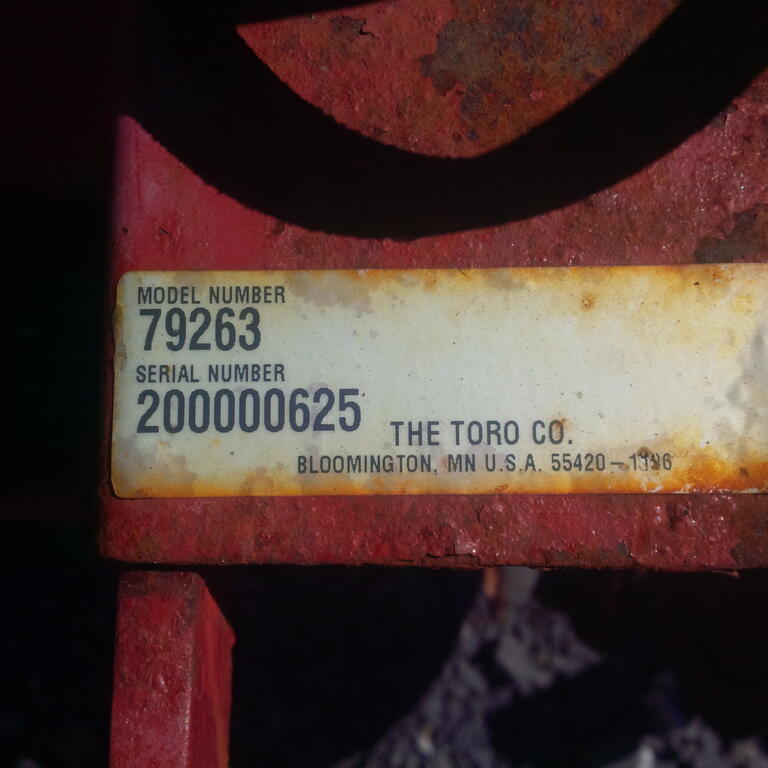 MODEL NUMBER
79263
SERIAL NUMBER
200000625
THE TORO CO.
BLOOMINGTON, MN U.S.A. 55420–1196